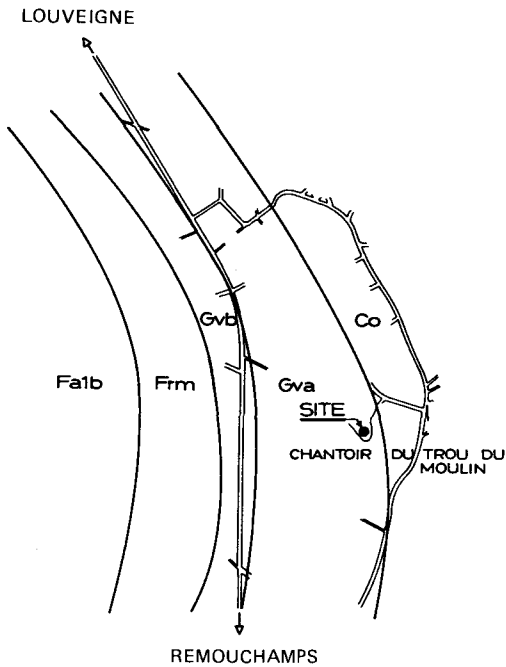 LOUVEIGNE
Gvb
Co
Fa1b
Frm
Gva
SITE
CHANTOIR DU TROU DU
MOULIN
REMOUCHAMPS